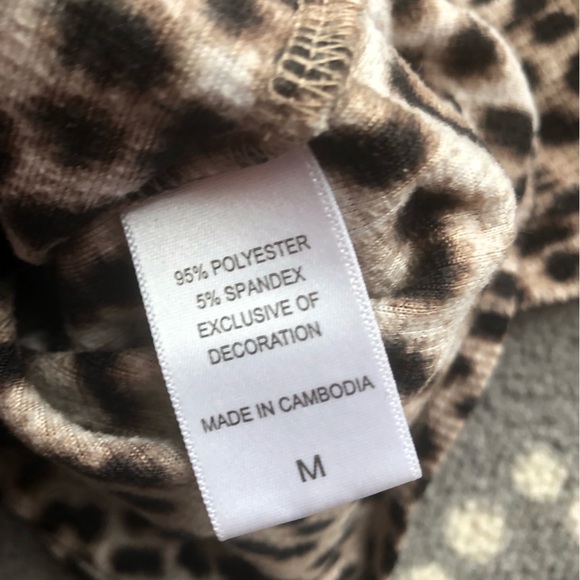 95% POLYESTER
5% SPANDEX
EXCLUSIVE OF
DECORATION
MADE IN CAMBODIA
M